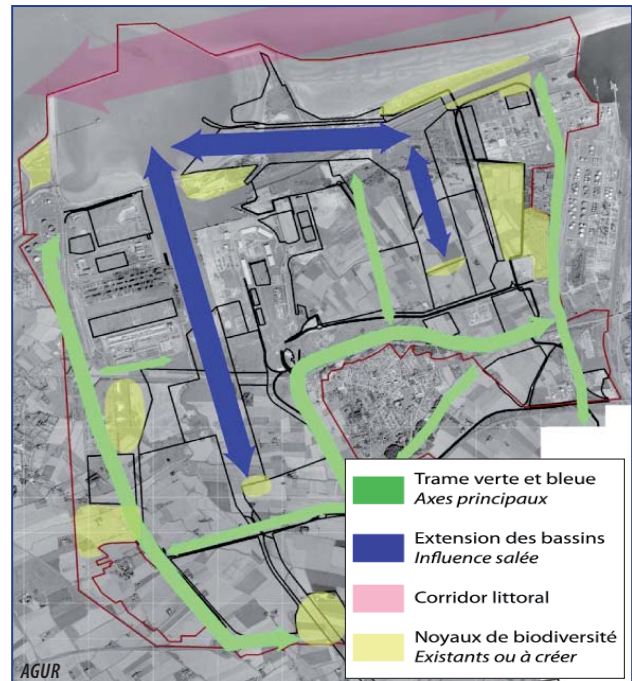 Trame verte et bleue
Axes principaux
Extension des bassins
Influence salée
Corridor littoral
Noyaux de biodiversité
Existants ou à créer
AGUR